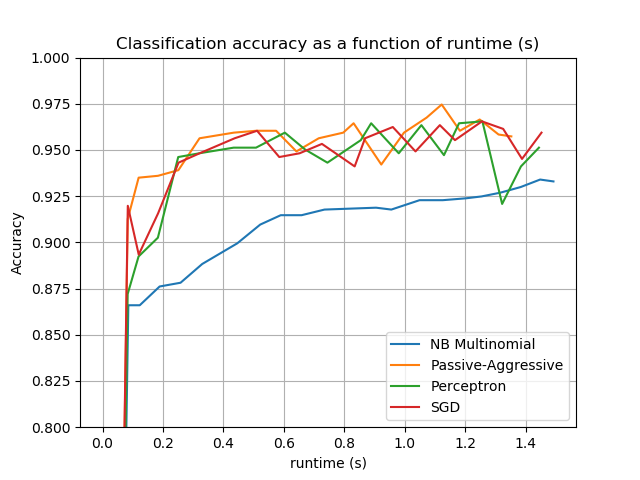 Classification accuracy as a function of runtime (s)
1.000
0.975
0.950
0.925
0.900
0.875
0.850
0.825
0.800
Accuracy
0.0 0.2 0.4 0.6 0.8 1.0 1.2 1.4
runtime (s)
NB Multinomial
Passive-Aggressive
Perceptron
SGD